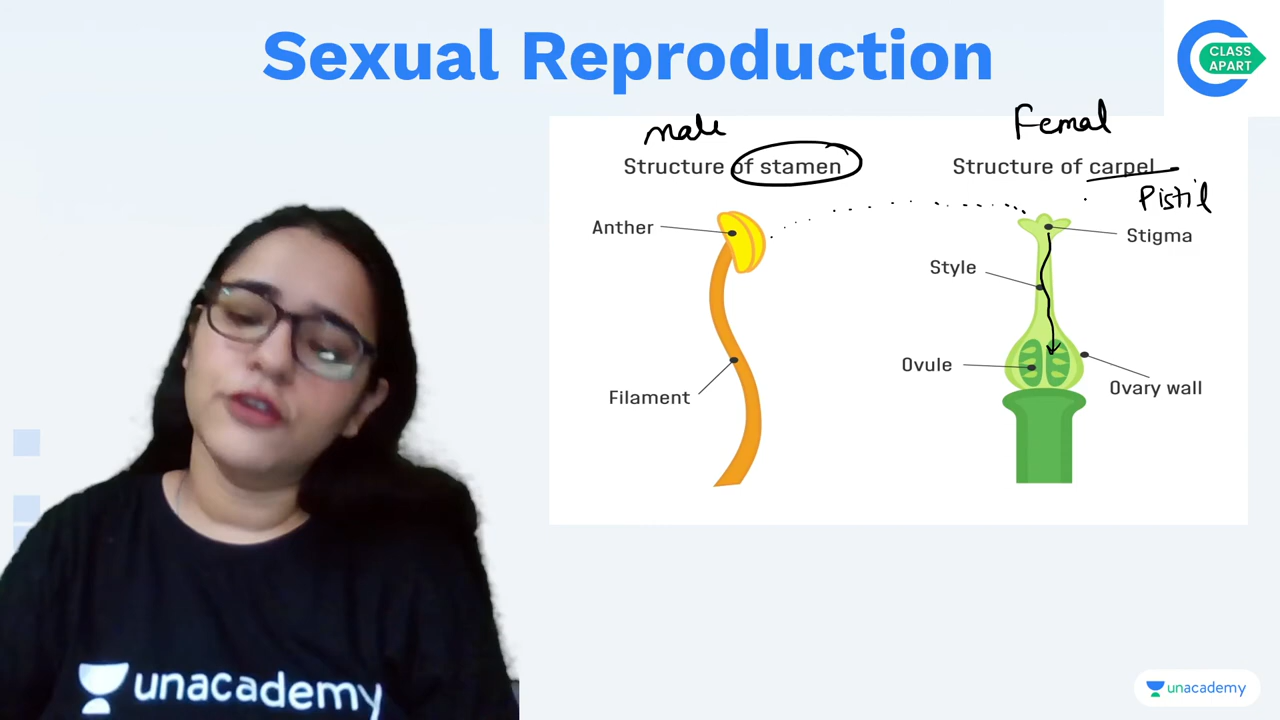 Sexual Reproduction
CLASS
APART
male
Femal
Structure of stamen
Structure of carpel
Pistil
Anther
Stigma
Style
Ovule
Ovary wall
Filament
unacademy
unacademy